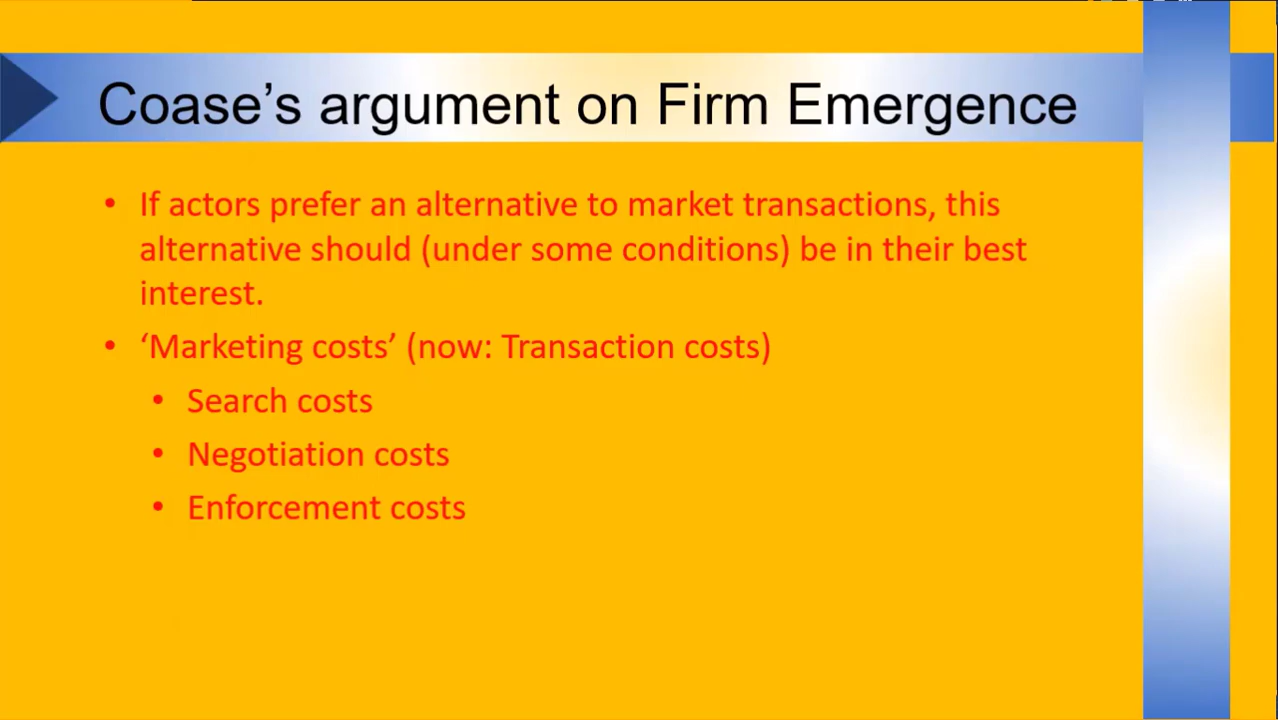 Coase’s argument on Firm Emergence
• If actors prefer an alternative to market transactions, this
alternative should (under some conditions) be in their best
interest.
• ‘Marketing costs’ (now: Transaction costs)
• Search costs
• Negotiation costs
• Enforcement costs